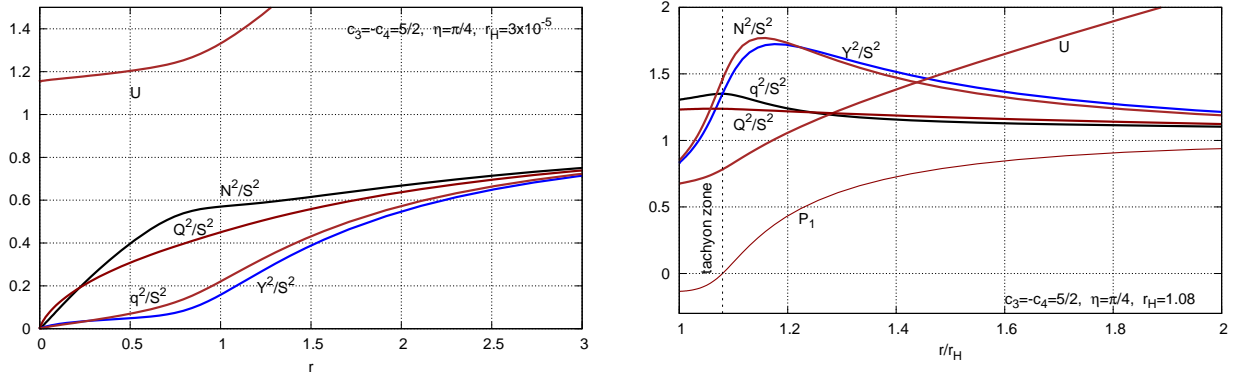 c₃=-c₄=5/2, η=π/4, r_H=3x10⁻⁵
1.4
1.2
1
0.8
0.6
0.4
0.2
0
U
N²/S²
Q²/S²
q²/S²
Y²/S²
0 0.5 1 1.5 2 2.5 3
r
2
1.5
1
0.5
0
N²/S²
Y²/S²
U
q²/S²
Q²/S²
tachyon zone
P₁
c₃=-c₄=5/2, η=π/4, r_H=1.08
1 1.2 1.4 1.6 1.8 2
r/r_H